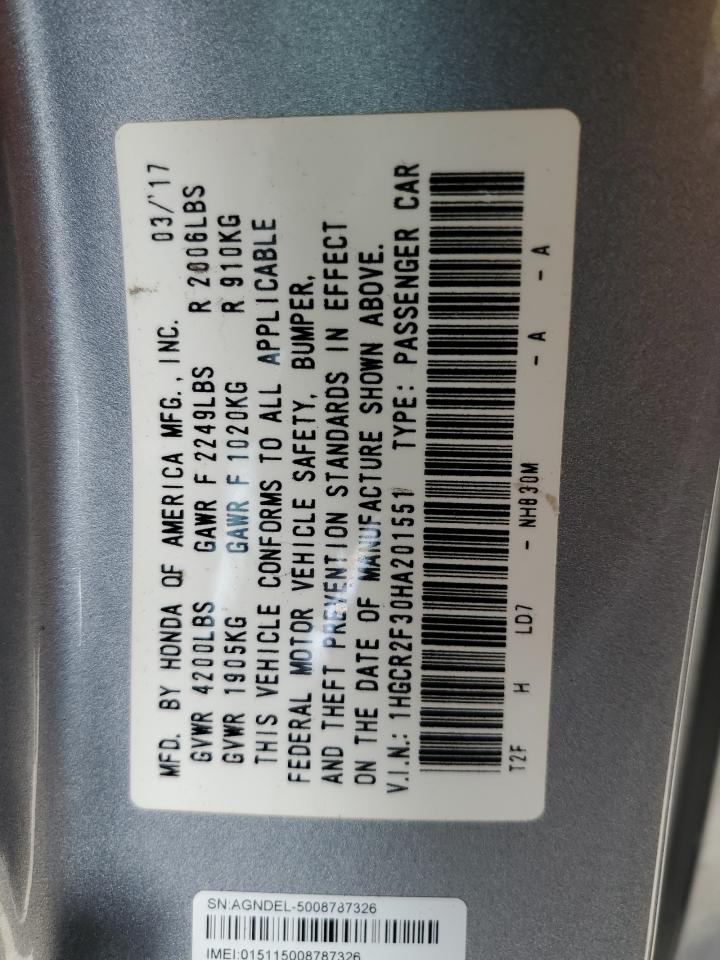 MFD. BY HONDA OF AMERICA MFG., INC. 03/'17
GVWR 4200LBS GAWR F 2249LBS R 2006LBS
GVWR 1905KG GAWR F 1020KG R 910KG
THIS VEHICLE CONFORMS TO ALL APPLICABLE
FEDERAL MOTOR VEHICLE SAFETY, BUMPER,
AND THEFT PREVENTION STANDARDS IN EFFECT
ON THE DATE OF MANUFACTURE SHOWN ABOVE.
V.I.N.: 1HGCR2F30HA201551 TYPE: PASSENGER CAR
T2F H LD7 - NH830M - A - A
SN:AGNDEL-5008787326
IMEI:015115008787326